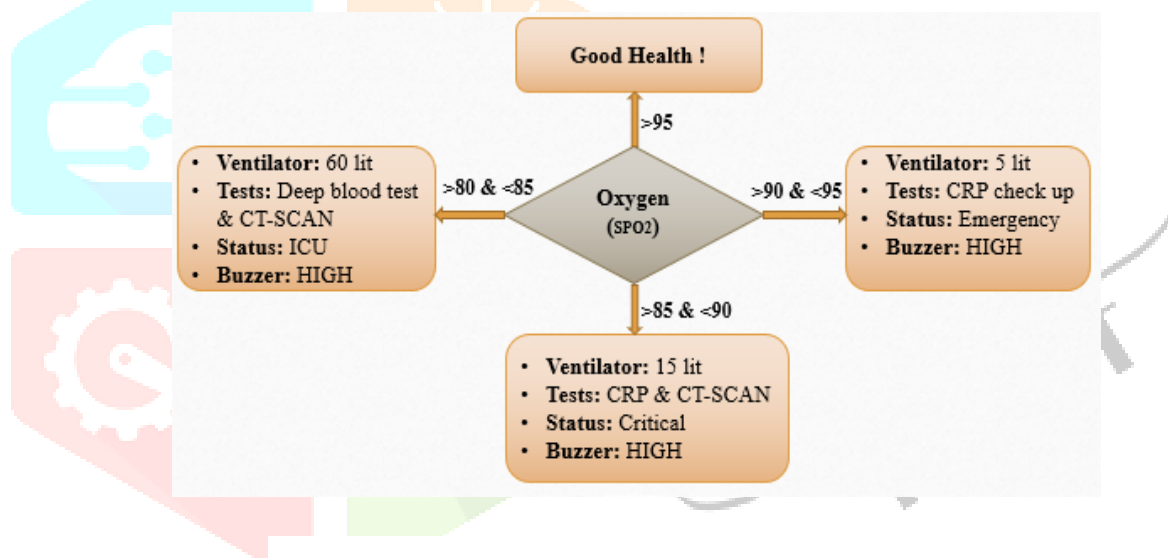 Good Health !
>95
• Ventilator: 60 lit
• Tests: Deep blood test
& CT-SCAN
• Status: ICU
• Buzzer: HIGH
>80 & <85
Oxygen
(SPO2)
>90 & <95
• Ventilator: 5 lit
• Tests: CRP check up
• Status: Emergency
• Buzzer: HIGH
>85 & <90
• Ventilator: 15 lit
• Tests: CRP & CT-SCAN
• Status: Critical
• Buzzer: HIGH